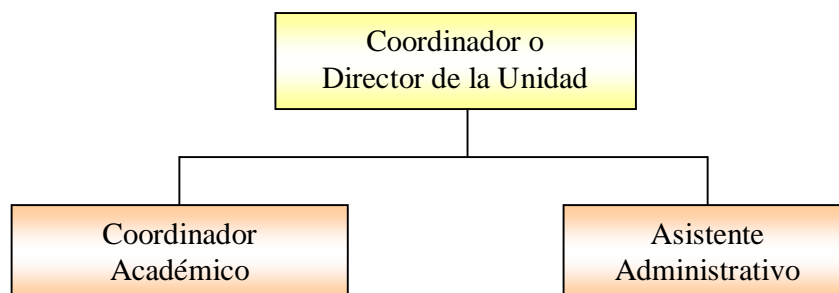 Coordinador o
Director de la Unidad
Coordinador
Académico
Asistente
Administrativo